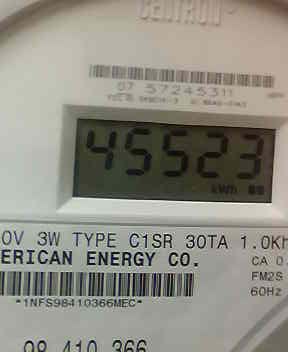 CENTRON
07 57245311
45523
kWh
0V 3W TYPE C1SR 30TA 1.0Kh
ERICAN ENERGY CO. CA 0.
FM2S
*1NFS98410366MEC* 60Hz
98 410 366